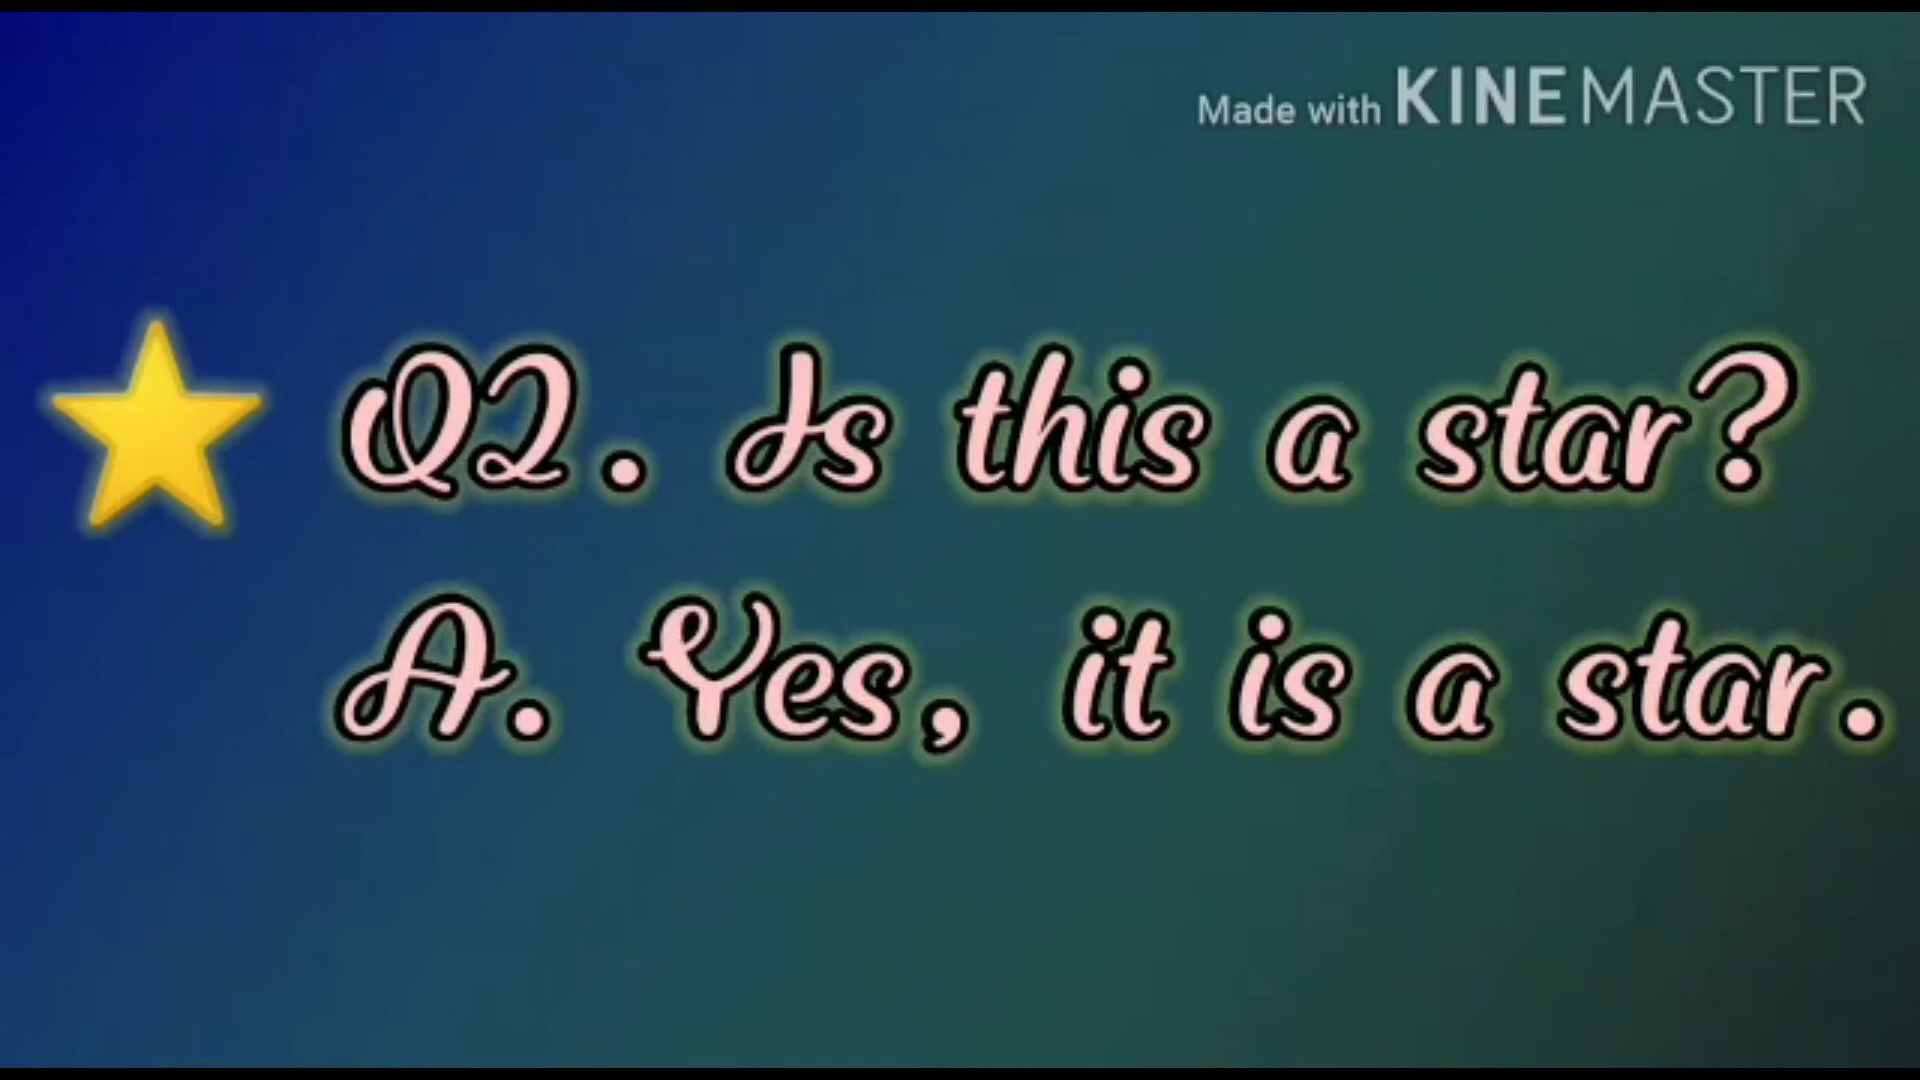 Made with KINEMASTER
Q2. Is this a star?
A. Yes, it is a star.